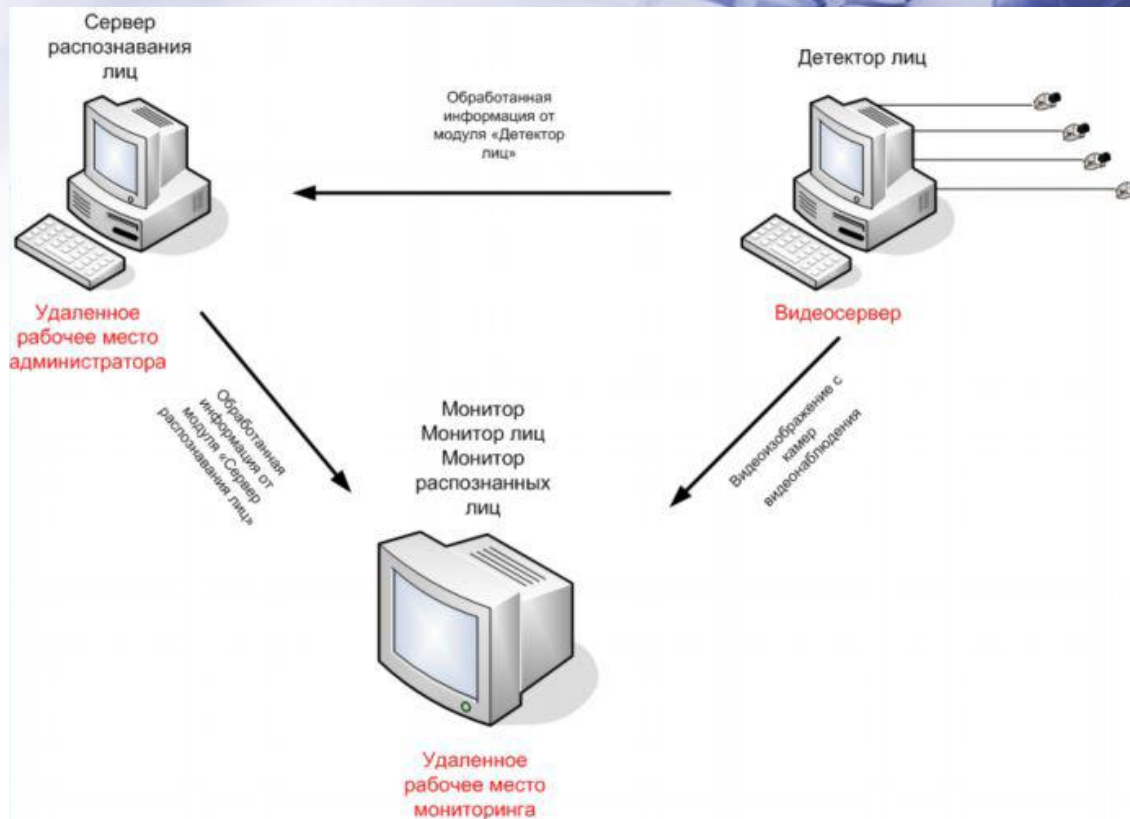 Сервер
распознавания
лиц
Детектор лиц
Обработанная
информация от
модуля «Детектор
лиц»
Удаленное
рабочее место
администратора
Видеосервер
Обработанная
информация от
модуля «Сервер
распознавания лиц»
Видеоизображение с
камер
видеонаблюдения
Монитор
Монитор лиц
Монитор
распознанных
лиц
Удаленное
рабочее место
мониторинга